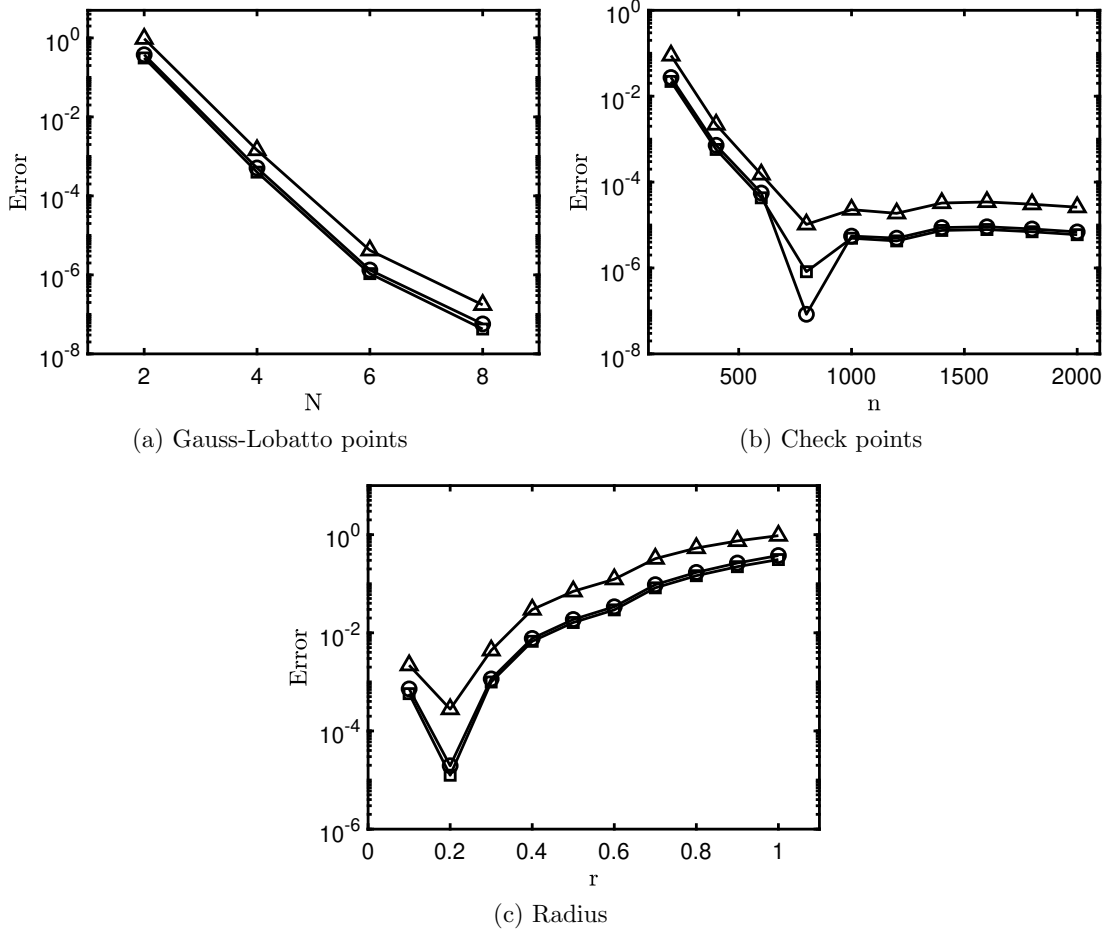 10^0
10^-2
10^-4
10^-6
10^-8
Error
2 4 6 8
N
(a) Gauss-Lobatto points
10^0
10^-2
10^-4
10^-6
10^-8
Error
500 1000 1500 2000
n
(b) Check points
10^0
10^-2
10^-4
10^-6
Error
0 0.2 0.4 0.6 0.8 1
r
(c) Radius